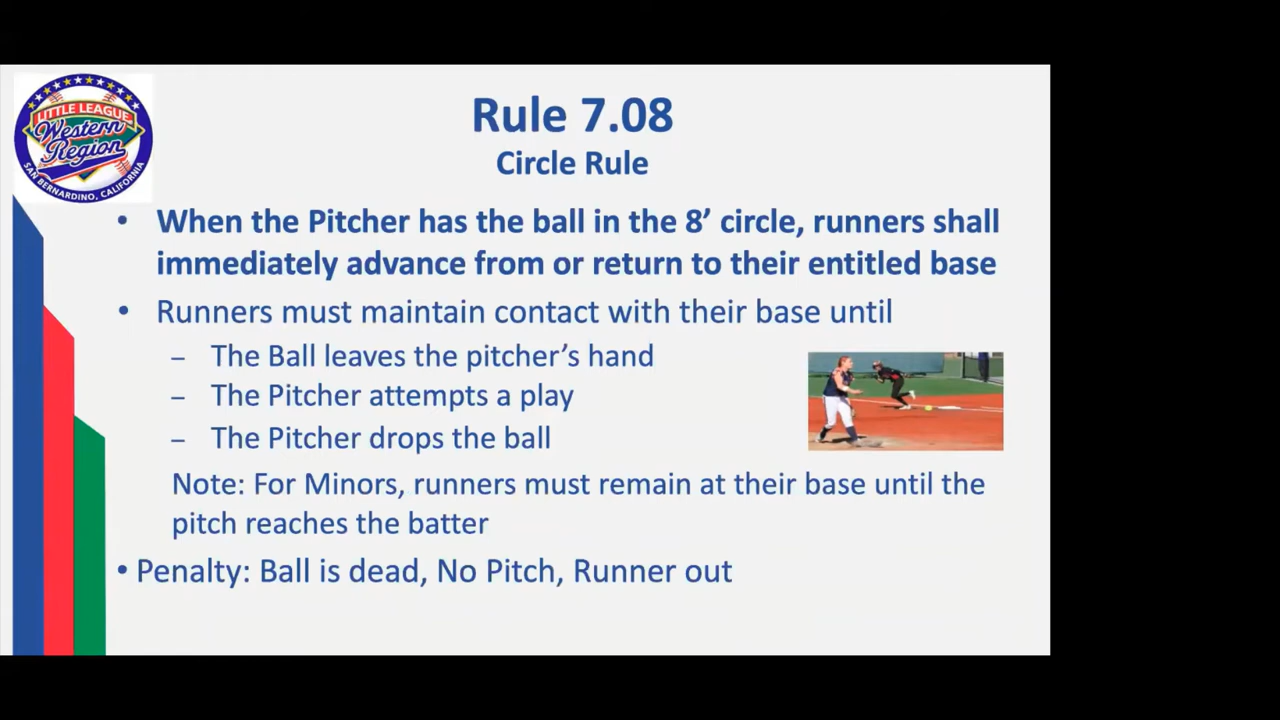 LITTLE LEAGUE
Western
Region
SAN BERNARDINO, CALIFORNIA
Rule 7.08
Circle Rule
• When the Pitcher has the ball in the 8’ circle, runners shall
immediately advance from or return to their entitled base
• Runners must maintain contact with their base until
– The Ball leaves the pitcher’s hand
– The Pitcher attempts a play
– The Pitcher drops the ball
Note: For Minors, runners must remain at their base until the
pitch reaches the batter
• Penalty: Ball is dead, No Pitch, Runner out